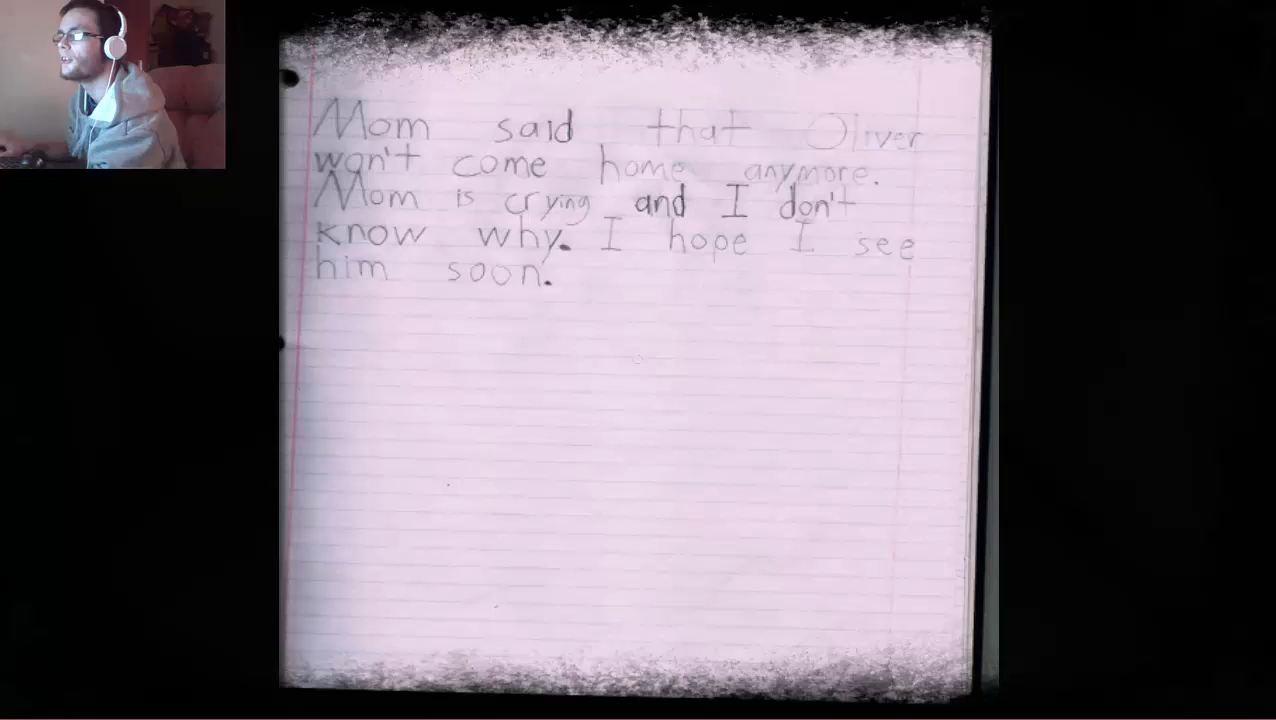 Mom said that Oliver
won't come home anymore.
Mom is crying and I don't
know why. I hope I see
him soon.